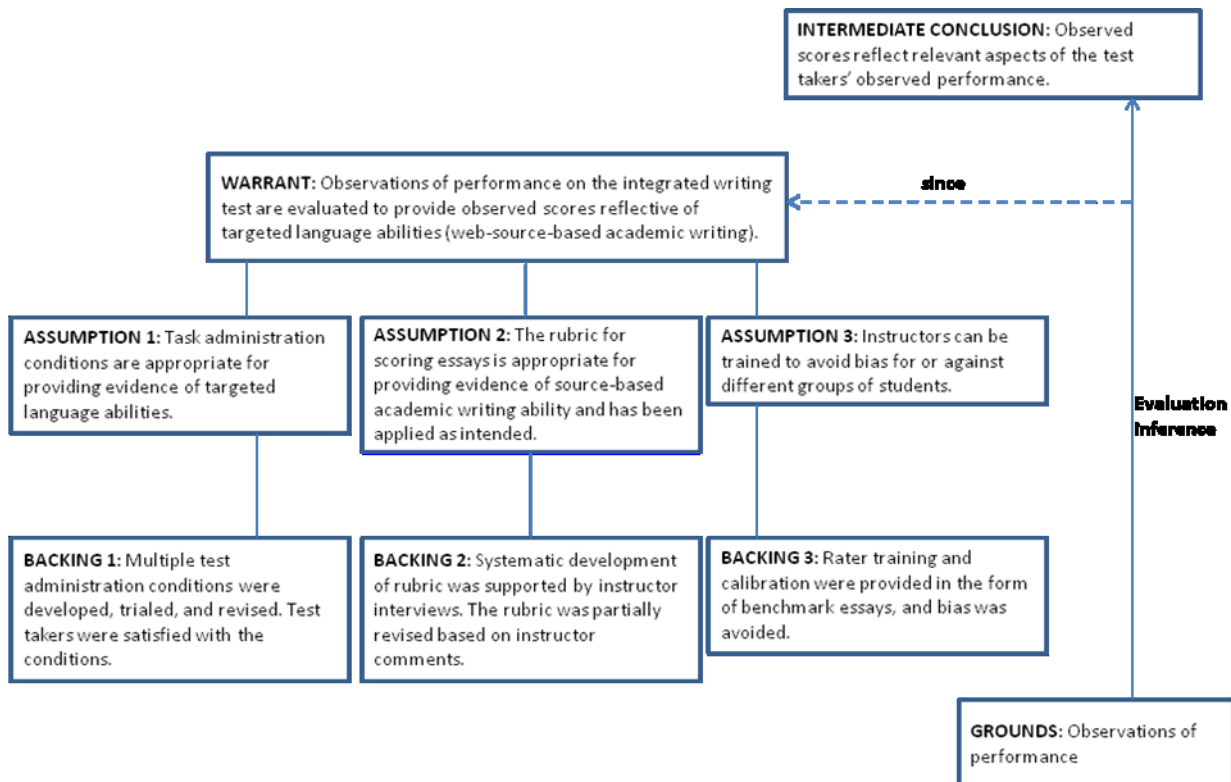 INTERMEDIATE CONCLUSION: Observed
scores reflect relevant aspects of the test
takers' observed performance.
WARRANT: Observations of performance on the integrated writing
test are evaluated to provide observed scores reflective of
targeted language abilities (web-source-based academic writing).
since
ASSUMPTION 1: Task administration
conditions are appropriate for
providing evidence of targeted
language abilities.
ASSUMPTION 2: The rubric for
scoring essays is appropriate for
providing evidence of source-based
academic writing ability and has been
applied as intended.
ASSUMPTION 3: Instructors can be
trained to avoid bias for or against
different groups of students.
Evaluation
Inference
BACKING 1: Multiple test
administration conditions were
developed, trialed, and revised. Test
takers were satisfied with the
conditions.
BACKING 2: Systematic development
of rubric was supported by instructor
interviews. The rubric was partially
revised based on instructor
comments.
BACKING 3: Rater training and
calibration were provided in the form
of benchmark essays, and bias was
avoided.
GROUNDS: Observations of
performance